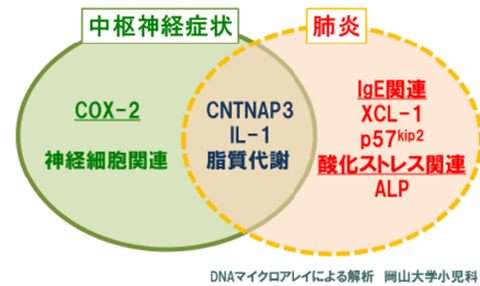 中枢神経症状
肺炎
COX-2
神経細胞関連
CNTNAP3
IL-1
脂質代謝
IgE関連
XCL-1
p57kip2
酸化ストレス関連
ALP
DNAマイクロアレイによる解析 岡山大学小児科